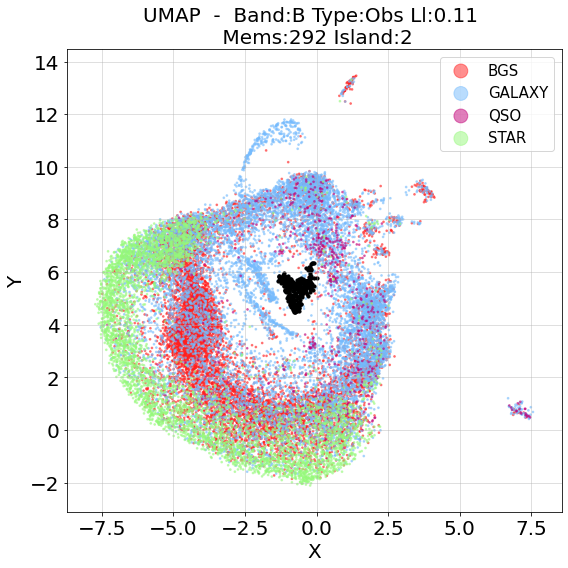 UMAP  -  Band:B Type:Obs Ll:0.11
Mems:292 Island:2
BGS
GALAXY
QSO
STAR
14
12
10
8
6
4
2
0
−2
Y
−7.5
−5.0
−2.5
0.0
2.5
5.0
7.5
X